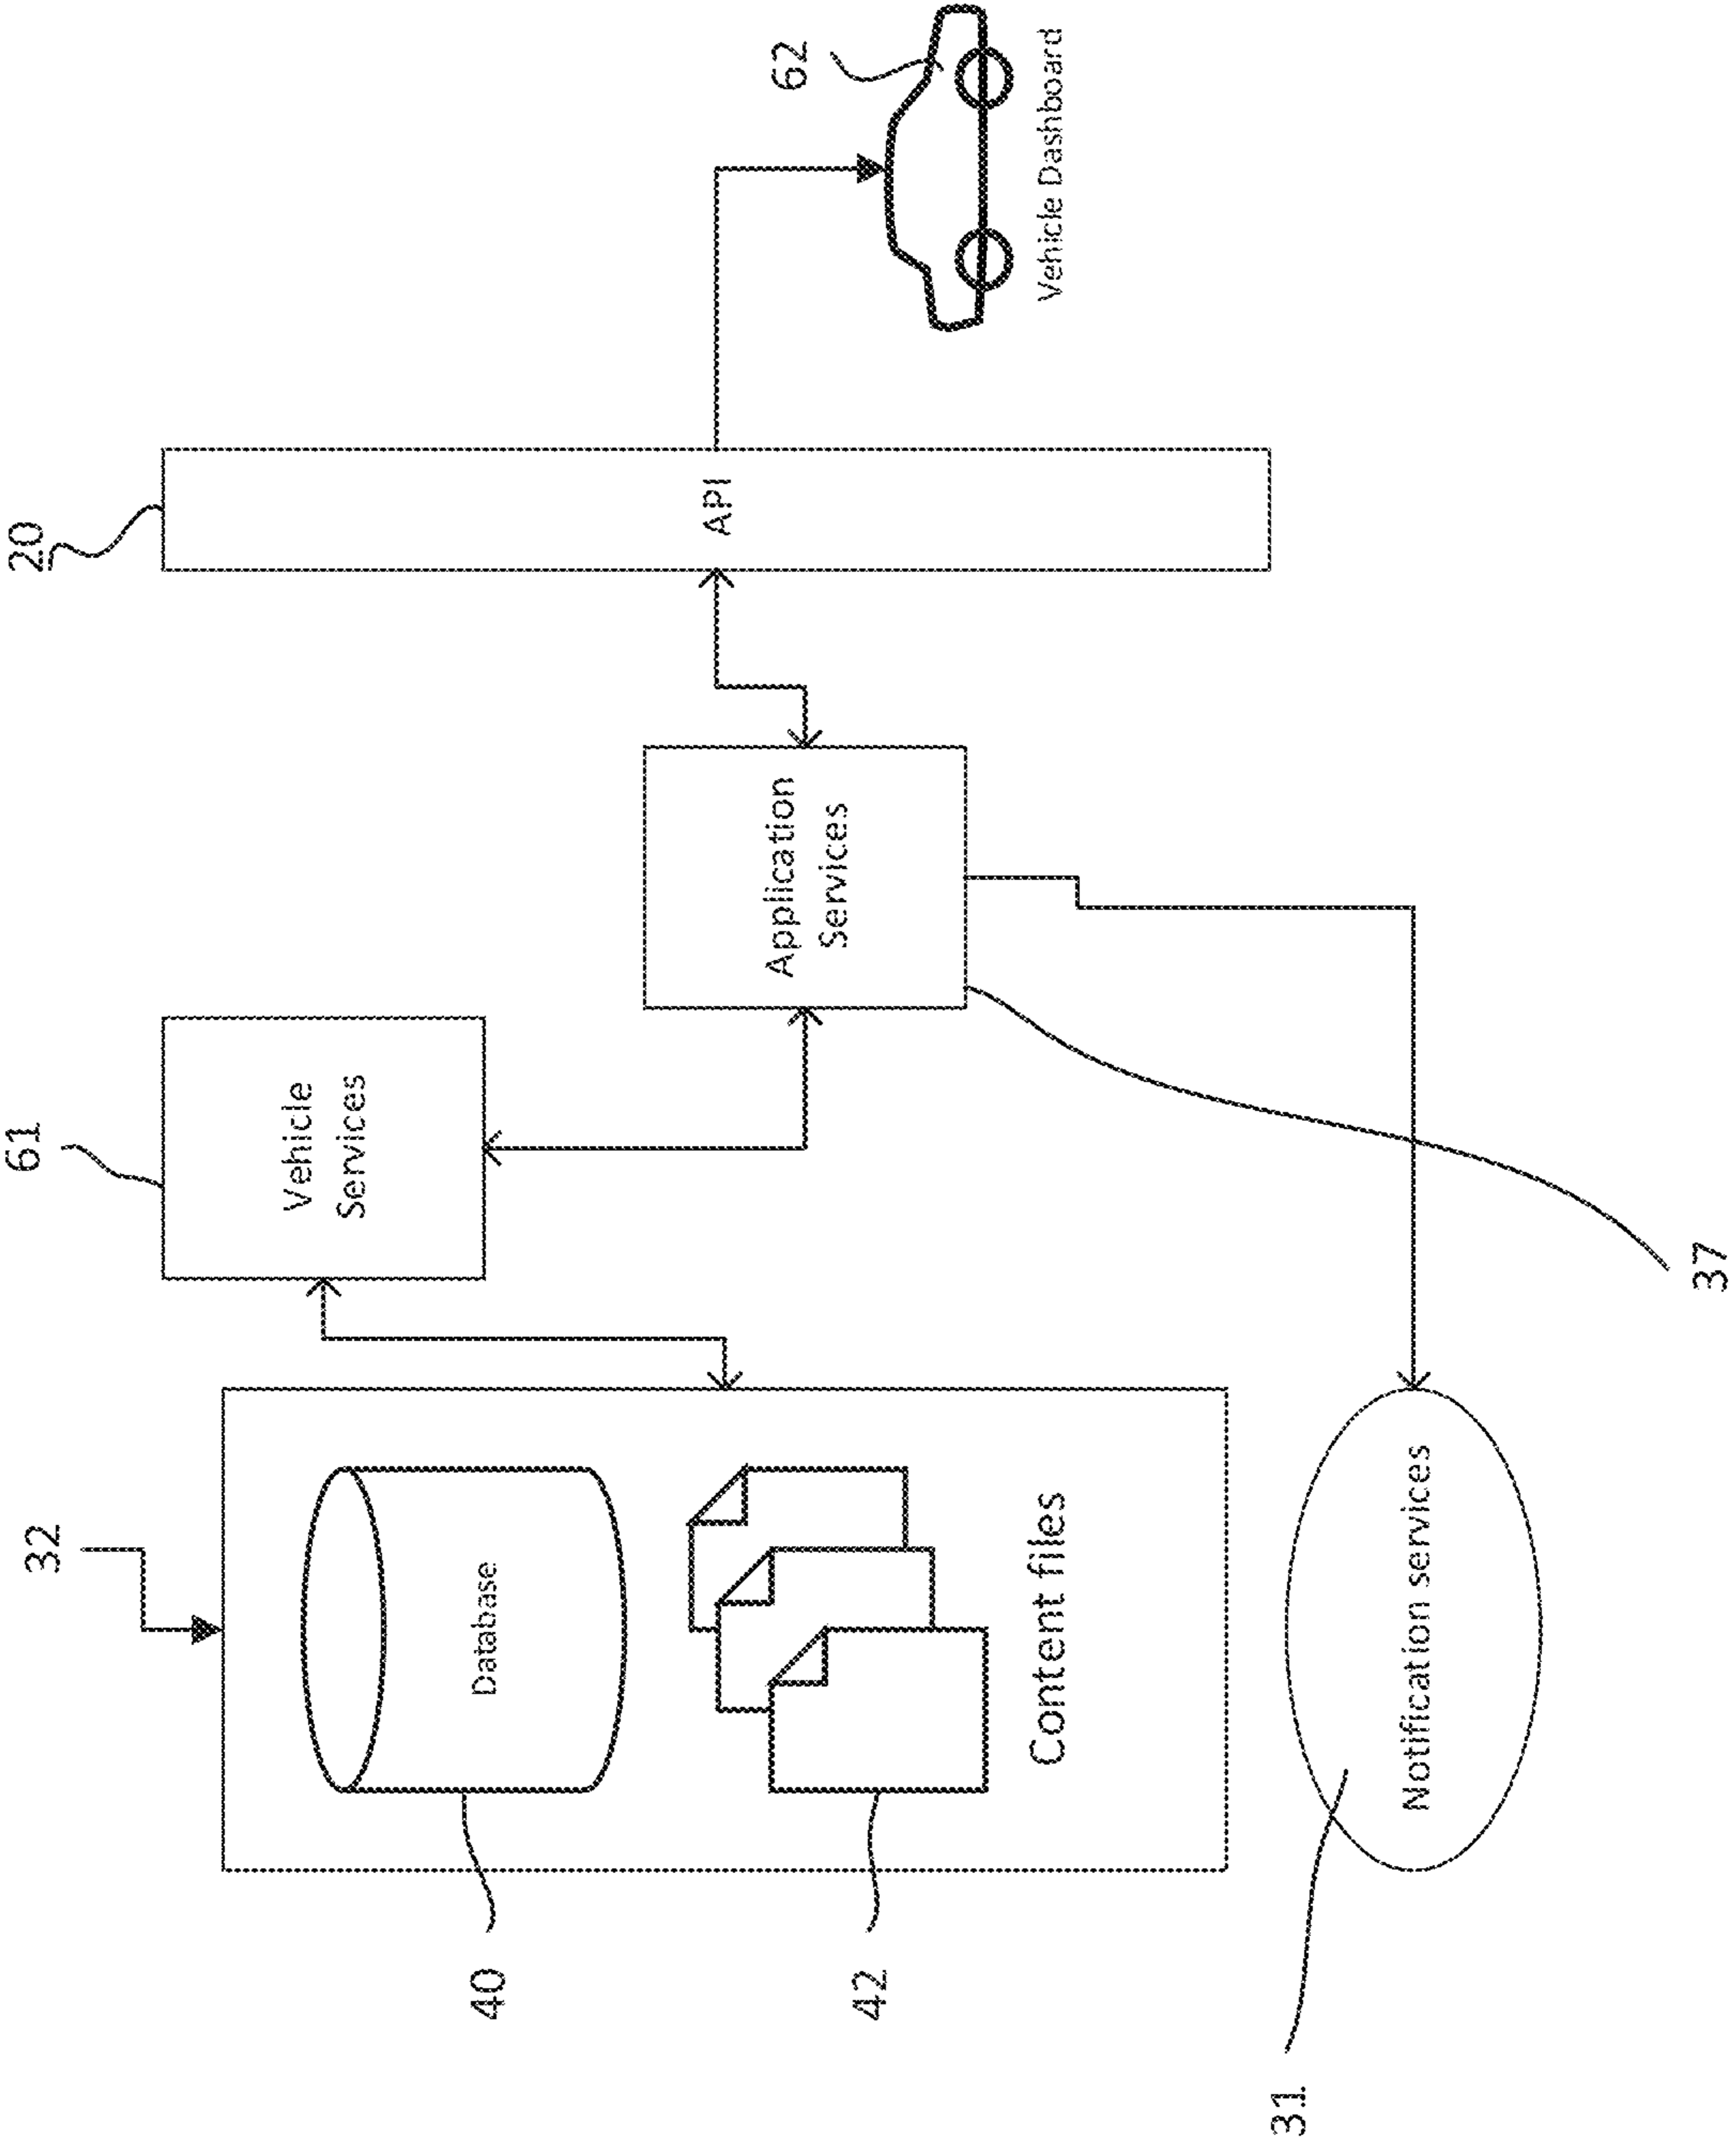 32
61
20
62
Database
Vehicle
Services
Application
Services
API
Vehicle Dashboard
Content files
40
42
Notification services
31
37